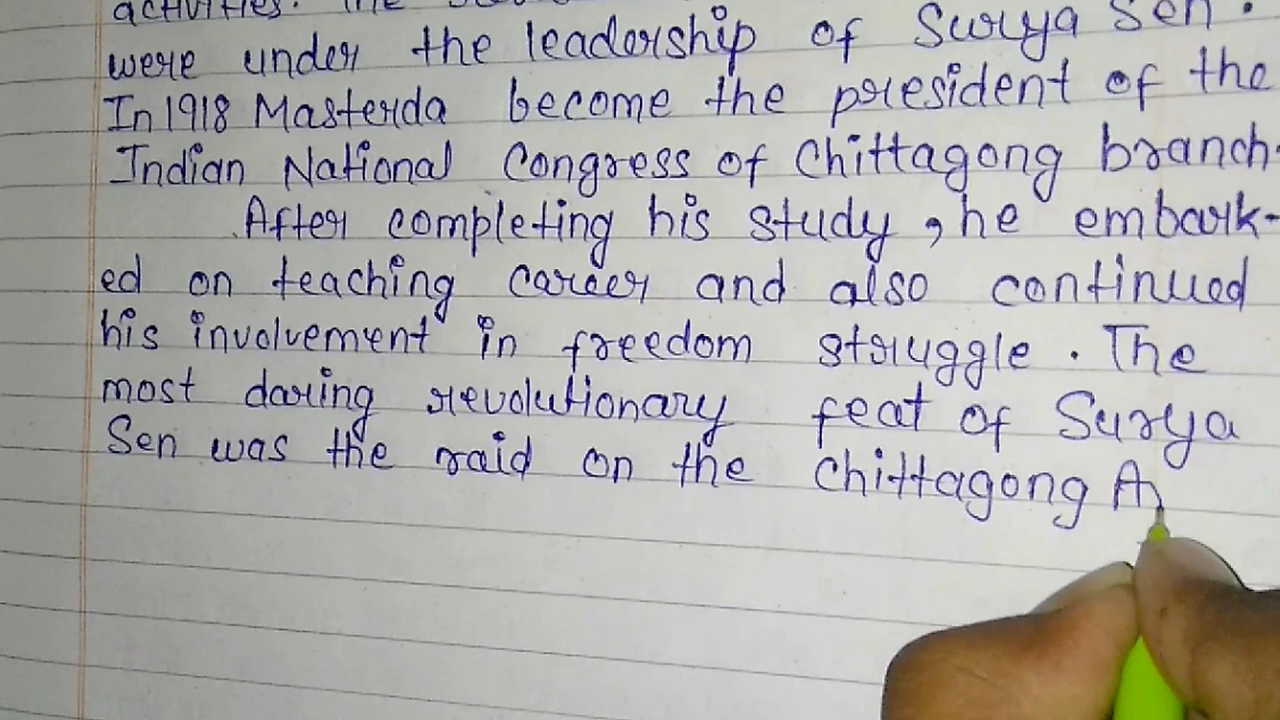 activities. The
were under the leadership of Surya Sen.
In 1918 Masterda become the president of the
Indian National Congress of Chittagong branch.
After completing his study, he embark-
ed on teaching career and also continued
his involvement in freedom struggle. The
most daring revolutionary feat of Surya
Sen was the raid on the Chittagong